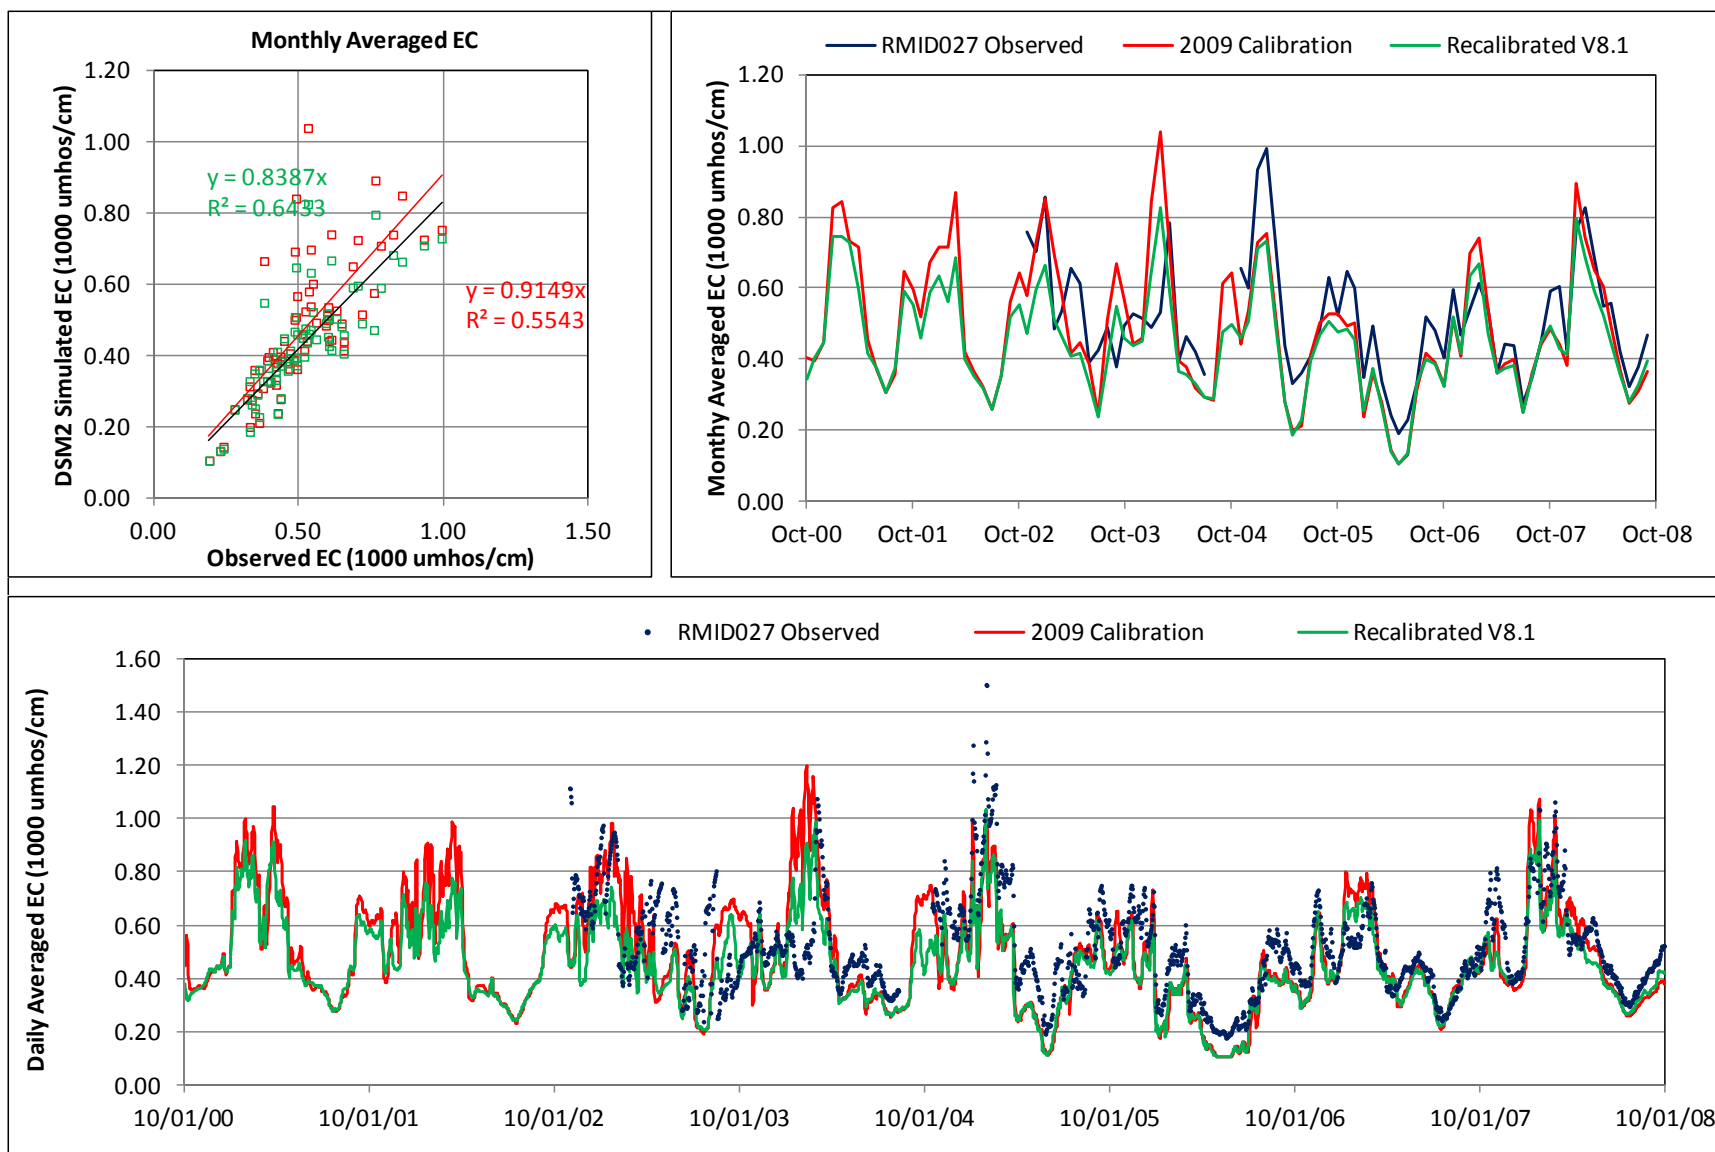 Monthly Averaged EC
DSM2 Simulated EC (1000 umhos/cm)
1.20
1.00
0.80
0.60
0.40
0.20
0.00
y = 0.8387x
R² = 0.6433
y = 0.9149x
R² = 0.5543
0.00 0.50 1.00 1.50
Observed EC (1000 umhos/cm)
RMID027 Observed 2009 Calibration Recalibrated V8.1
Monthy Averaged EC (1000 umhos/cm)
1.20
1.00
0.80
0.60
0.40
0.20
0.00
Oct-00 Oct-01 Oct-02 Oct-03 Oct-04 Oct-05 Oct-06 Oct-07 Oct-08
RMID027 Observed 2009 Calibration Recalibrated V8.1
Daily Averaged EC (1000 umhos/cm)
1.60
1.40
1.20
1.00
0.80
0.60
0.40
0.20
0.00
10/01/00 10/01/01 10/01/02 10/01/03 10/01/04 10/01/05 10/01/06 10/01/07 10/01/08